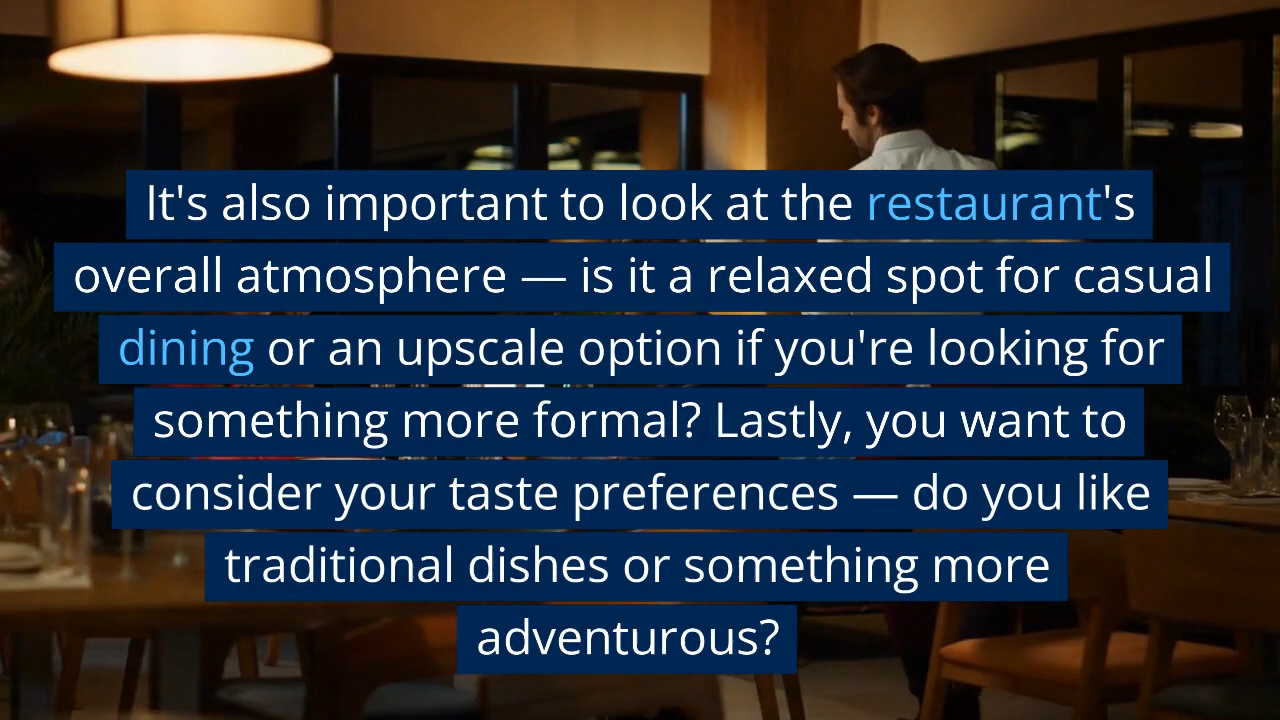 It's also important to look at the restaurant's
overall atmosphere — is it a relaxed spot for casual
dining or an upscale option if you're looking for
something more formal? Lastly, you want to
consider your taste preferences — do you like
traditional dishes or something more
adventurous?